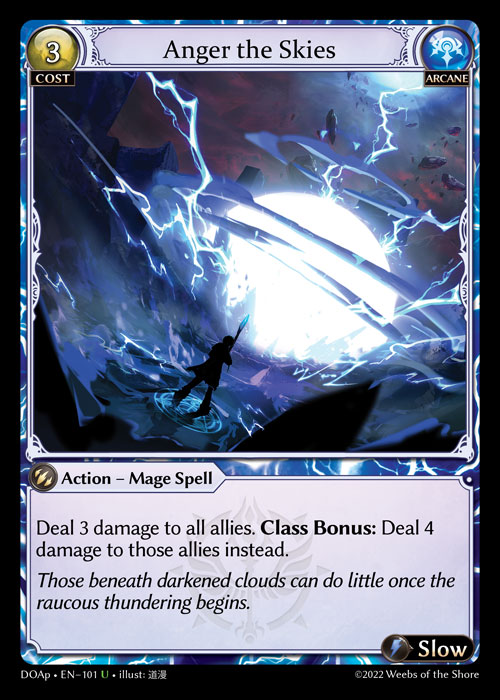 3
Anger the Skies
COST
ARCANE
Action – Mage Spell
Deal 3 damage to all allies. Class Bonus: Deal 4
damage to those allies instead.
Those beneath darkened clouds can do little once the
raucous thundering begins.
Slow
DOAp • EN–101 U • illust: 道漫
©2022 Weebs of the Shore